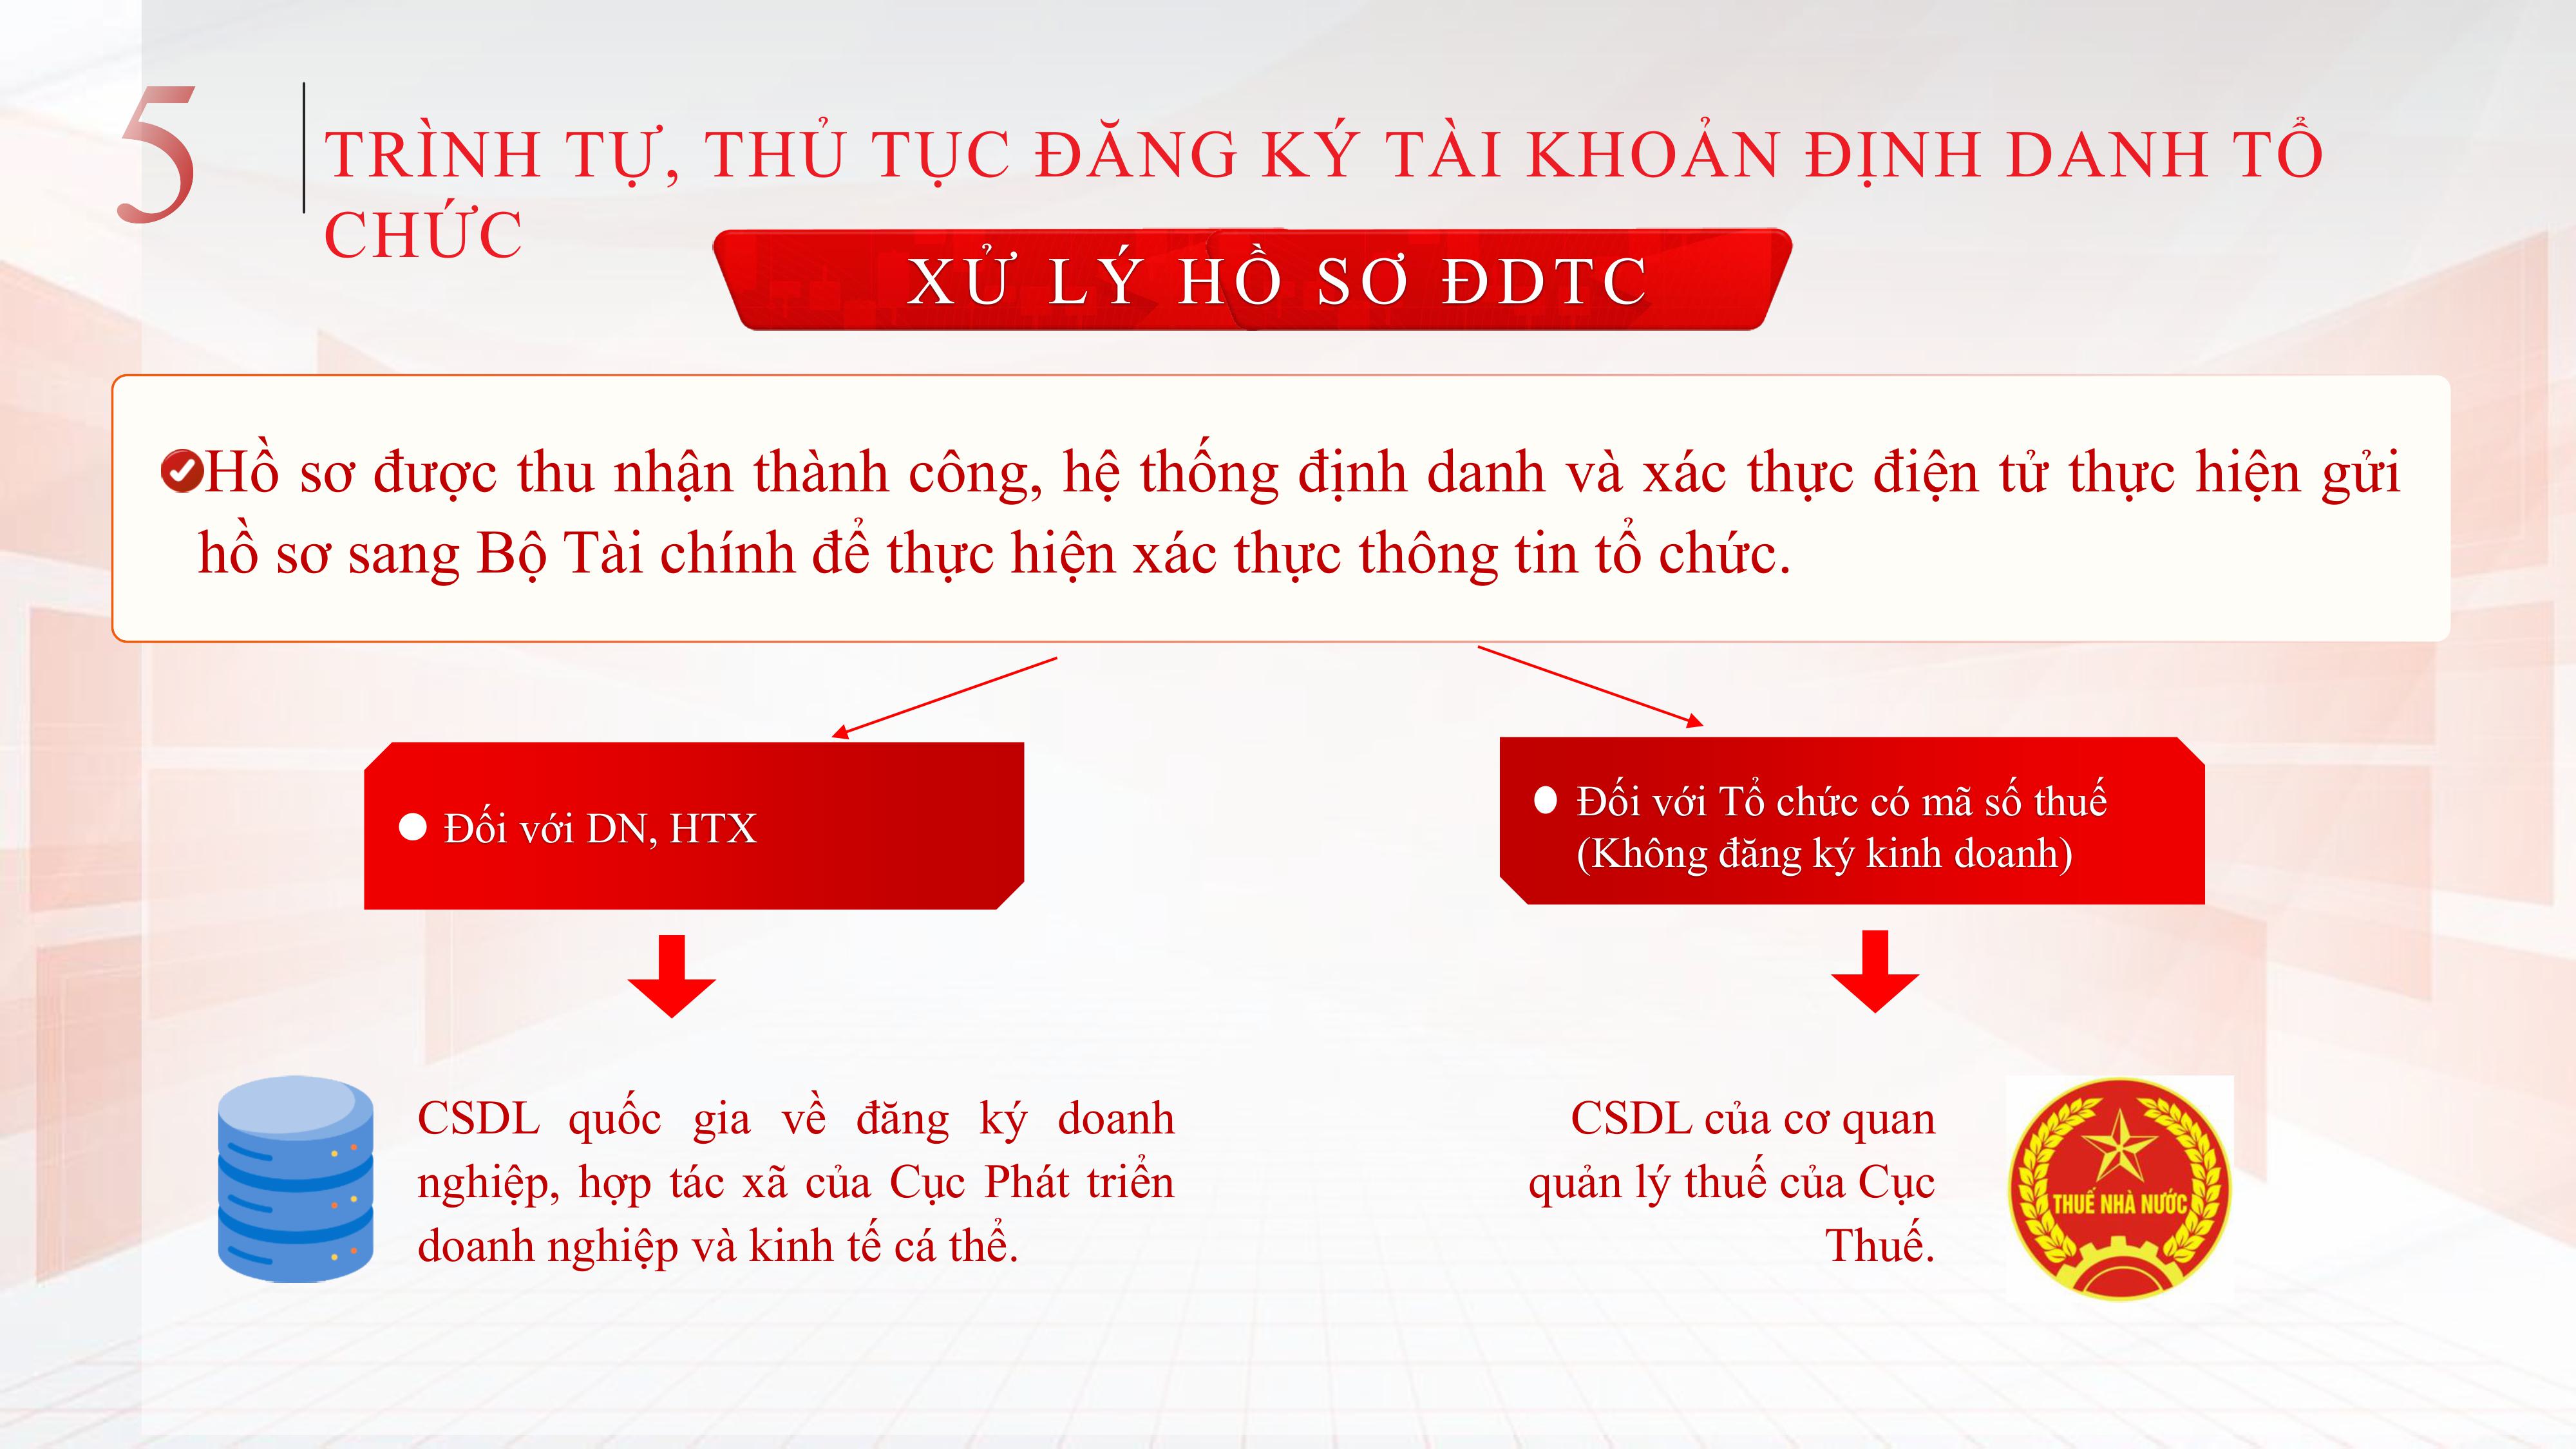 5
TRÌNH TỰ, THỦ TỤC ĐĂNG KÝ TÀI KHOẢN ĐỊNH DANH TỔ
CHỨC
XỬ LÝ HỒ SƠ ĐDTC
Hồ sơ được thu nhận thành công, hệ thống định danh và xác thực điện tử thực hiện gửi
hồ sơ sang Bộ Tài chính để thực hiện xác thực thông tin tổ chức.
Đối với DN, HTX
Đối với Tổ chức có mã số thuế
(Không đăng ký kinh doanh)
CSDL quốc gia về đăng ký doanh
nghiệp, hợp tác xã của Cục Phát triển
doanh nghiệp và kinh tế cá thể.
CSDL của cơ quan
quản lý thuế của Cục
Thuế.
THUẾ NHÀ NƯỚC